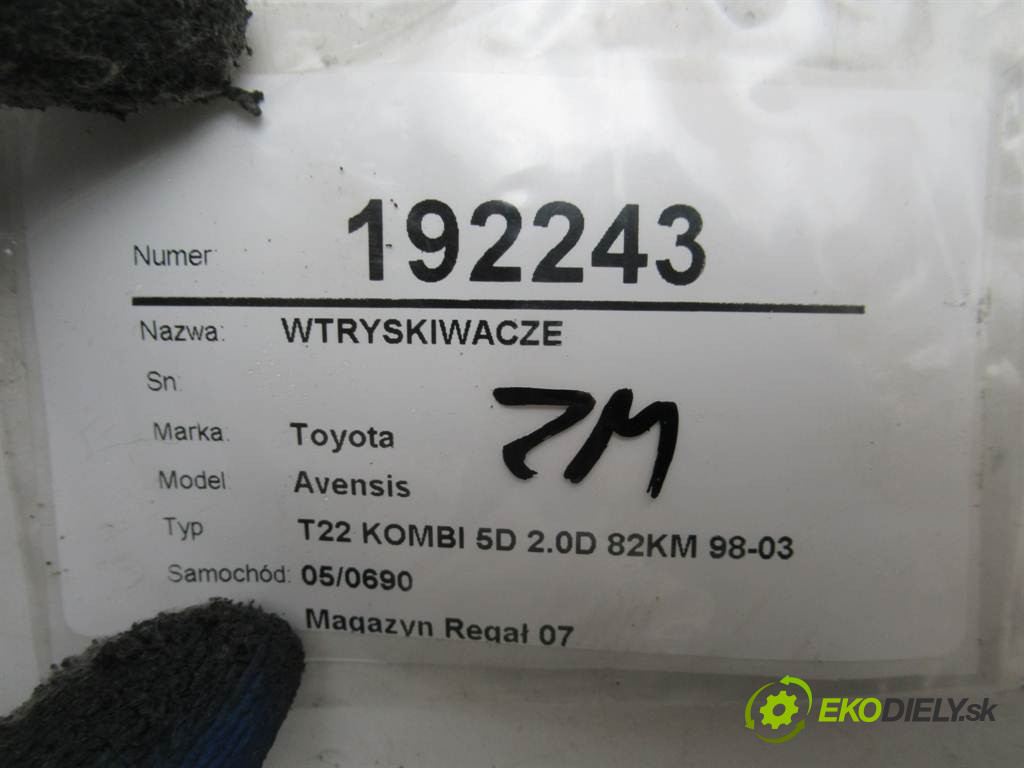 Numer: 192243
Nazwa: WTRYSKIWACZE
Sn:
ZM
Marka: Toyota
Model: Avensis
Typ T22 KOMBI 5D 2.0D 82KM 98-03
Samochód: 05/0690
Magazyn Regał 07
EKODIELY.sk